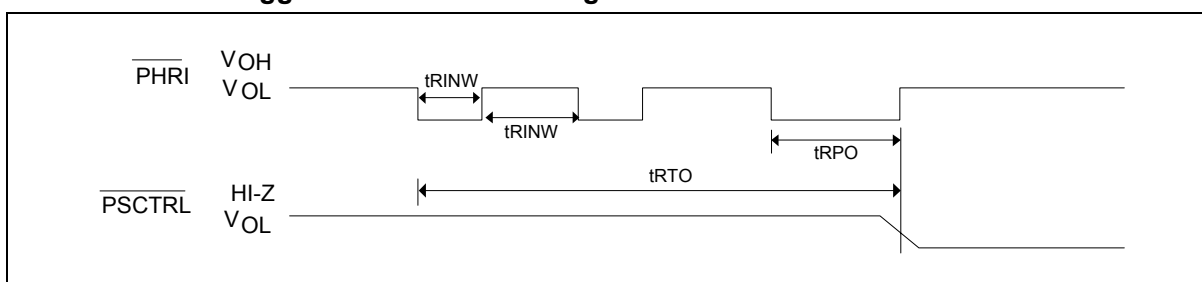 PHRI
VOH
VOL
tRINW
tRINW
tRPO
tRTO
PSCTRL
HI-Z
VOL